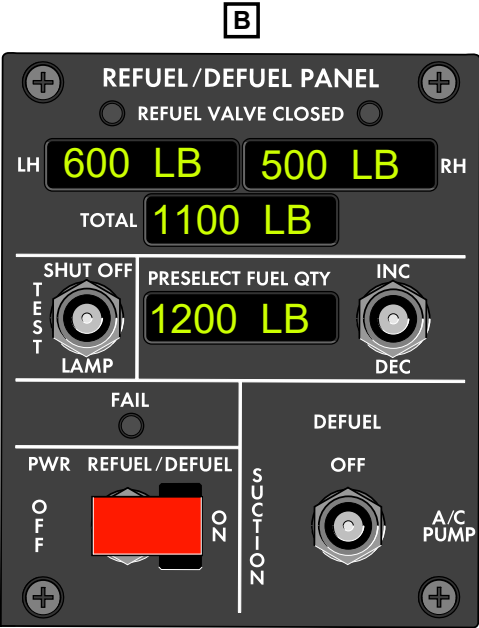 B
REFUEL/DEFUEL PANEL
REFUEL VALVE CLOSED
LH 600 LB 500 LB RH
TOTAL 1100 LB
SHUT OFF
TEST
LAMP
PRESELECT FUEL QTY
1200 LB
INC
DEC
FAIL
PWR REFUEL/DEFUEL
OFF
ON
DEFUEL
OFF
SUCTION
A/C
PUMP